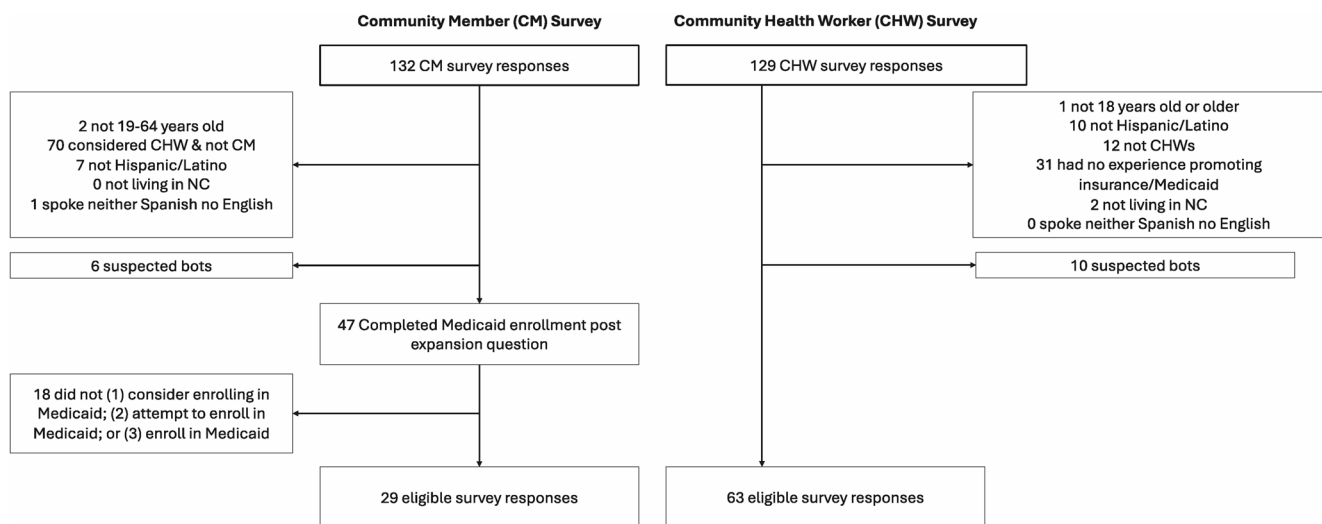 Community Member (CM) Survey
132 CM survey responses
2 not 19-64 years old
70 considered CHW & not CM
7 not Hispanic/Latino
0 not living in NC
1 spoke neither Spanish no English
6 suspected bots
47 Completed Medicaid enrollment post
expansion question
18 did not (1) consider enrolling in
Medicaid; (2) attempt to enroll in
Medicaid; or (3) enroll in Medicaid
29 eligible survey responses
Community Health Worker (CHW) Survey
129 CHW survey responses
1 not 18 years old or older
10 not Hispanic/Latino
12 not CHWs
31 had no experience promoting
insurance/Medicaid
2 not living in NC
0 spoke neither Spanish no English
10 suspected bots
63 eligible survey responses